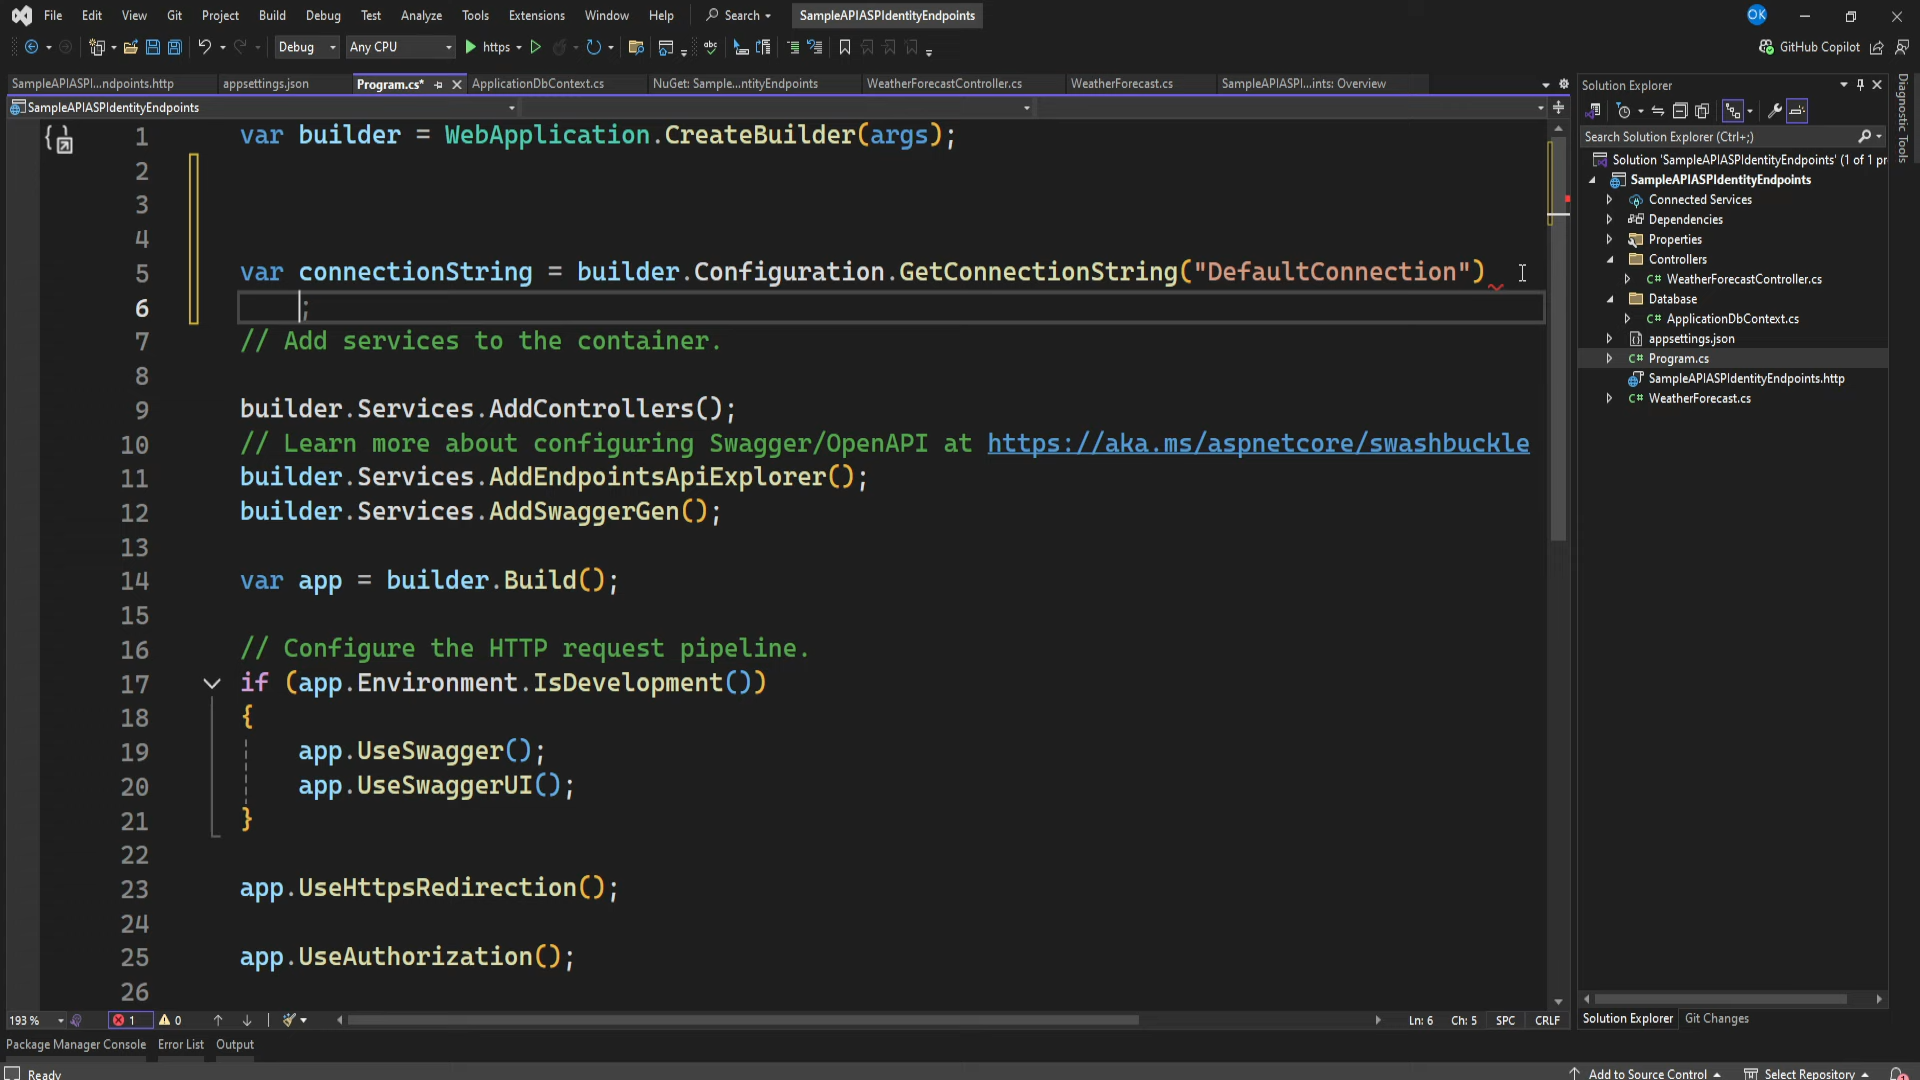 File Edit View Git Project Build Debug Test Analyze Tools Extensions Window Help Search SampleAPIASPIdentityEndpoints OK
Debug Any CPU https GitHub Copilot
SampleAPIASPI...ndpoints.http appsettings.json Program.cs* ApplicationDbContext.cs NuGet: Sample...ntityEndpoints WeatherForecastController.cs WeatherForecast.cs SampleAPIASPI...ints: Overview
SampleAPIASPIdentityEndpoints
1 var builder = WebApplication.CreateBuilder(args);
2
3
4
5 var connectionString = builder.Configuration.GetConnectionString("DefaultConnection")
6 ;
7 // Add services to the container.
8
9 builder.Services.AddControllers();
10 // Learn more about configuring Swagger/OpenAPI at https://aka.ms/aspnetcore/swashbuckle
11 builder.Services.AddEndpointsApiExplorer();
12 builder.Services.AddSwaggerGen();
13
14 var app = builder.Build();
15
16 // Configure the HTTP request pipeline.
17 if (app.Environment.IsDevelopment())
18 {
19 app.UseSwagger();
20 app.UseSwaggerUI();
21 }
22
23 app.UseHttpsRedirection();
24
25 app.UseAuthorization();
26
193 % 1 0 Ln: 6 Ch: 5 SPC CRLF
Package Manager Console Error List Output
Ready Add to Source Control Select Repository
Solution Explorer
Search Solution Explorer (Ctrl+;)
Solution 'SampleAPIASPIdentityEndpoints' (1 of 1 pr
SampleAPIASPIdentityEndpoints
Connected Services
Dependencies
Properties
Controllers
C# WeatherForecastController.cs
Database
C# ApplicationDbContext.cs
appsettings.json
C# Program.cs
SampleAPIASPIdentityEndpoints.http
C# WeatherForecast.cs
Solution Explorer Git Changes
Diagnostic Tools